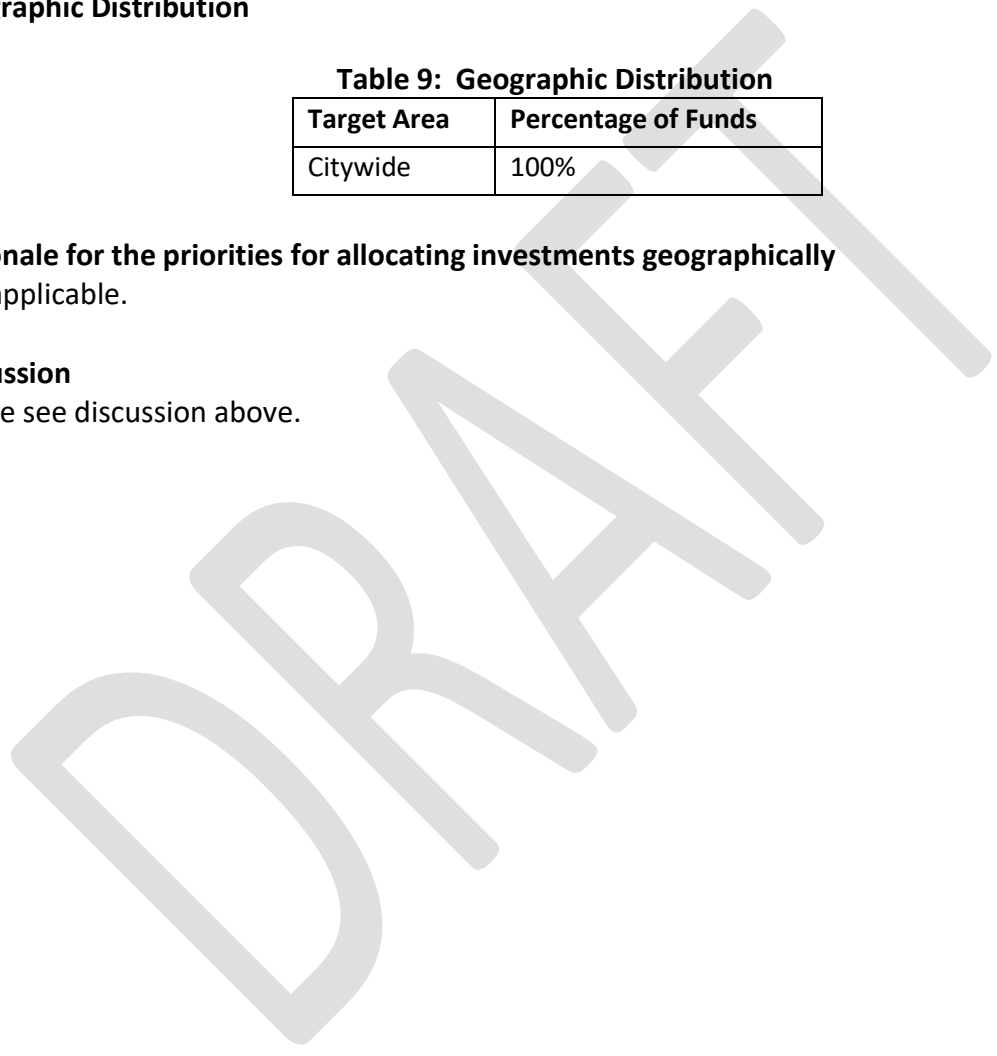 graphic Distribution
Table 9: Geographic Distribution
Target Area Percentage of Funds
Citywide 100%
onale for the priorities for allocating investments geographically
applicable.
ussion
e see discussion above.
DRAFT